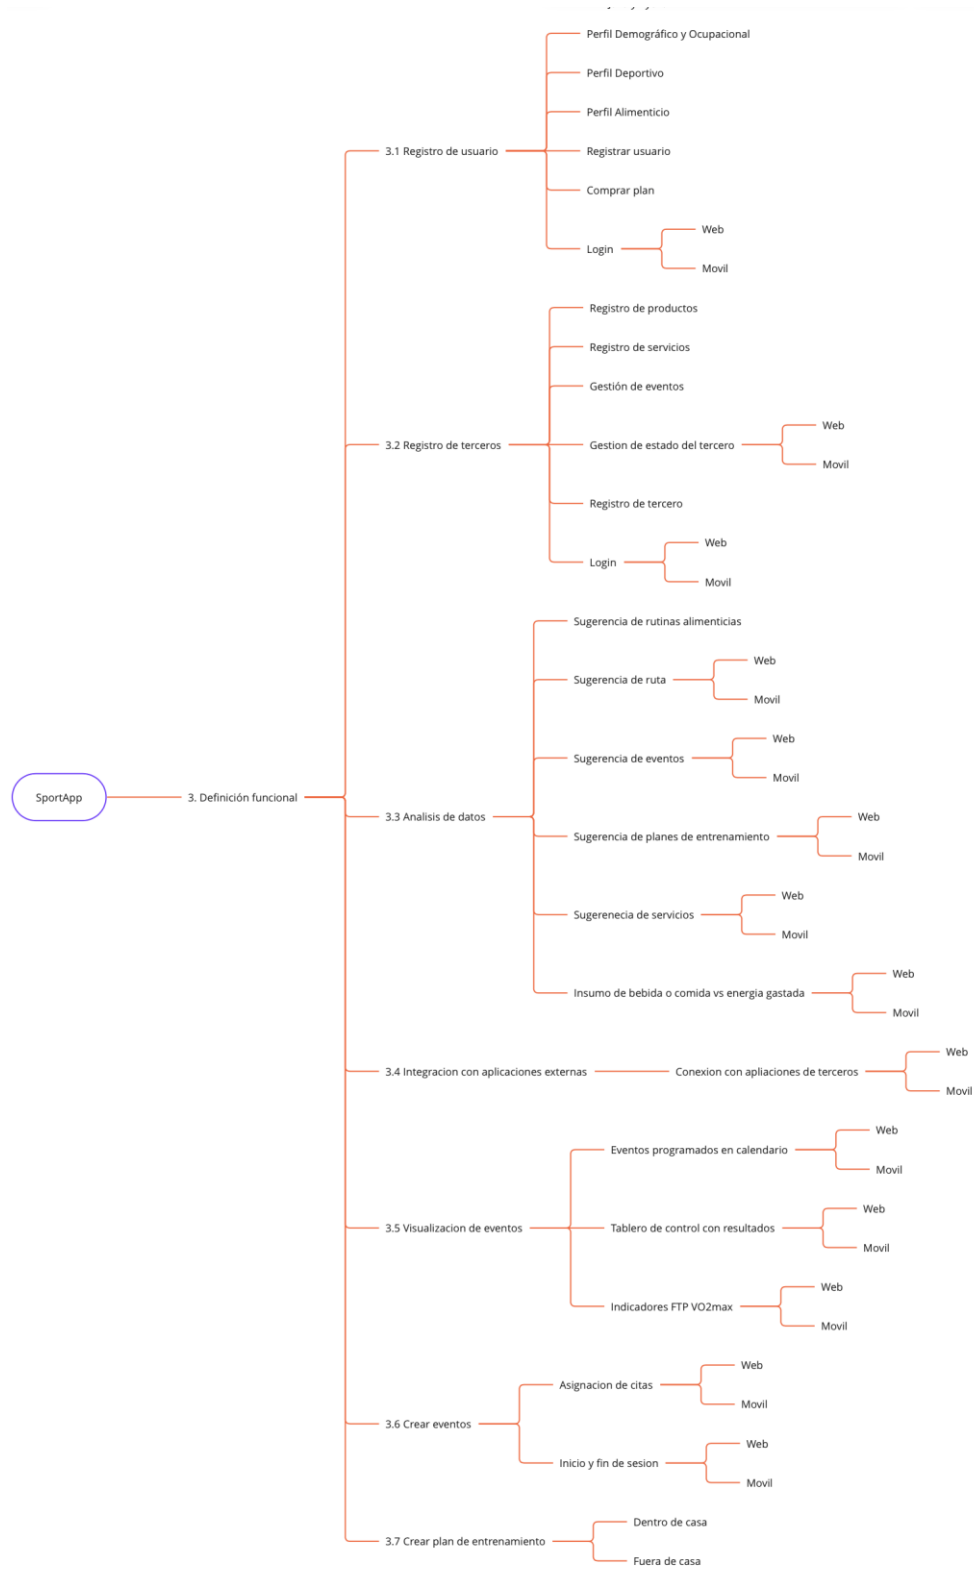 Perfil Demográfico y Ocupacional
Perfil Deportivo
Perfil Alimenticio
3.1 Registro de usuario
Registrar usuario
Comprar plan
Web
Login
Movil
Registro de productos
Registro de servicios
Gestión de eventos
Web
3.2 Registro de terceros
Gestion de estado del tercero
Movil
Registro de tercero
Web
Login
Movil
Sugerencia de rutinas alimenticias
Web
Sugerencia de ruta
Movil
Web
Sugerencia de eventos
Movil
SportApp
3. Definición funcional
3.3 Analisis de datos
Web
Sugerencia de planes de entrenamiento
Movil
Web
Sugerenecia de servicios
Movil
Web
Insumo de bebida o comida vs energia gastada
Movil
Web
3.4 Integracion con aplicaciones externas
Conexion con apliaciones de terceros
Movil
Web
Eventos programados en calendario
Movil
Web
3.5 Visualizacion de eventos
Tablero de control con resultados
Movil
Web
Indicadores FTP VO2max
Movil
Web
Asignacion de citas
Movil
3.6 Crear eventos
Web
Inicio y fin de sesion
Movil
Dentro de casa
3.7 Crear plan de entrenamiento
Fuera de casa